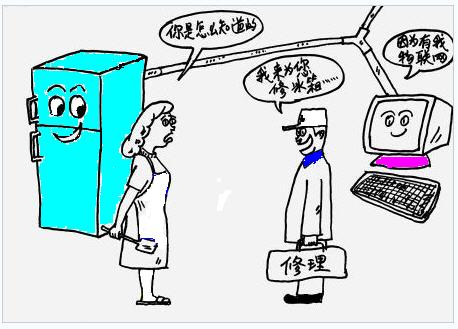 你是怎么知道的
我来为您
修冰箱……
因为有我
物联网
修理